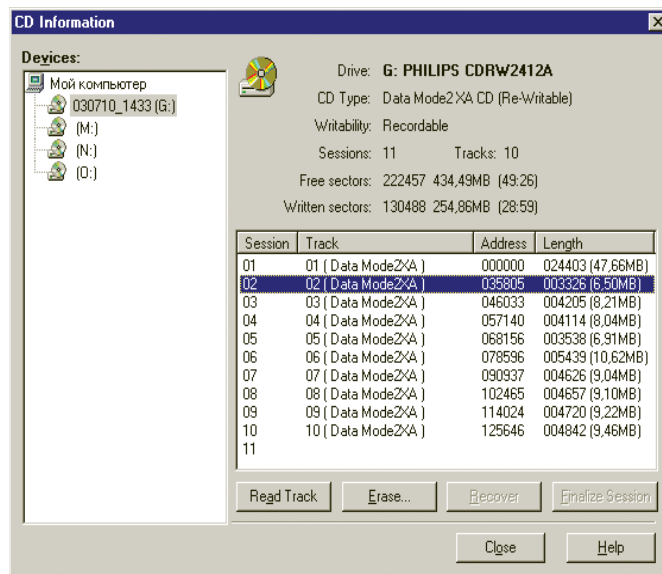 CD Information
Devices:
Мой компьютер
030710_1433 (G:)
(M:)
(N:)
(O:)
Drive: G: PHILIPS CDRW2412A
CD Type: Data Mode2 XA CD (Re-Writable)
Writability: Recordable
Sessions: 11 Tracks: 10
Free sectors: 222457 434,49MB (49:26)
Written sectors: 130488 254,86MB (28:59)
Session Track Address Length
01 01 ( Data Mode2XA ) 000000 024403 (47,66MB)
02 02 ( Data Mode2XA ) 035805 003326 (6,50MB)
03 03 ( Data Mode2XA ) 046033 004205 (8,21MB)
04 04 ( Data Mode2XA ) 057140 004114 (8,04MB)
05 05 ( Data Mode2XA ) 068156 003538 (6,91MB)
06 06 ( Data Mode2XA ) 078596 005439 (10,62MB)
07 07 ( Data Mode2XA ) 090937 004626 (9,04MB)
08 08 ( Data Mode2XA ) 102465 004657 (9,10MB)
09 09 ( Data Mode2XA ) 114024 004720 (9,22MB)
10 10 ( Data Mode2XA ) 125646 004842 (9,46MB)
11
Read Track Erase... Recover Finalize Session
Close Help